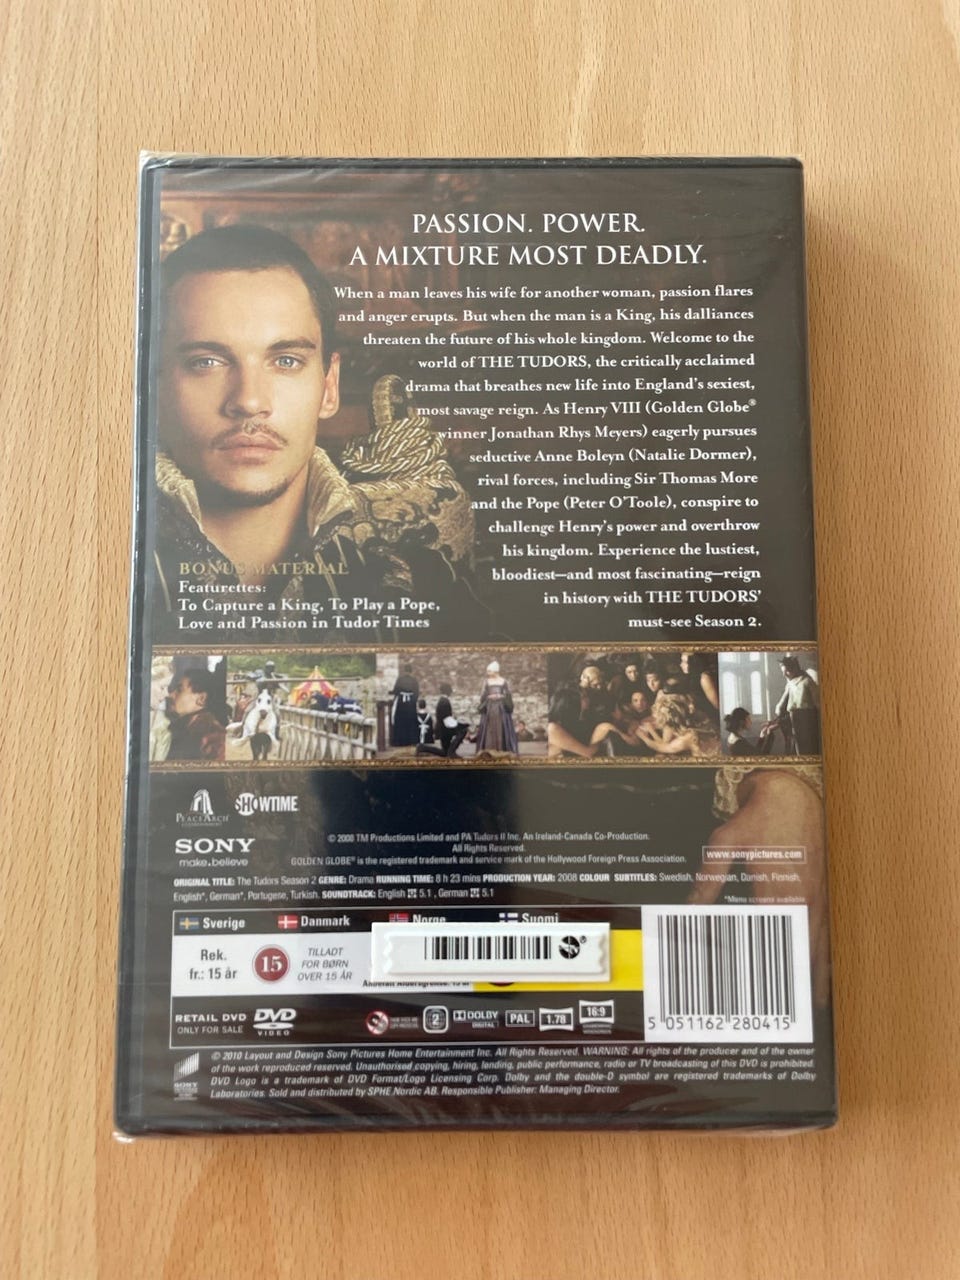 PASSION. POWER.
A MIXTURE MOST DEADLY.
When a man leaves his wife for another woman, passion flares
and anger erupts. But when the man is a King, his dalliances
threaten the future of his whole kingdom. Welcome to the
world of THE TUDORS, the critically acclaimed
drama that breathes new life into England's sexiest,
most savage reign. As Henry VIII (Golden Globe®
winner Jonathan Rhys Meyers) eagerly pursues
seductive Anne Boleyn (Natalie Dormer),
rival forces, including Sir Thomas More
and the Pope (Peter O'Toole), conspire to
challenge Henry's power and overthrow
his kingdom. Experience the lustiest,
bloodiest—and most fascinating—reign
in history with THE TUDORS'
must-see Season 2.
BONUS MATERIAL
Featurettes:
To Capture a King, To Play a Pope,
Love and Passion in Tudor Times
PEACE ARCH
SHOWTIME
SONY
make.believe
© 2008 TM Productions Limited and PA Tudors II Inc. An Ireland-Canada Co-Production.
All Rights Reserved.
GOLDEN GLOBE® is the registered trademark and service mark of the Hollywood Foreign Press Association.
www.sonypictures.com
ORIGINAL TITLE: The Tudors Season 2 GENRE: Drama RUNNING TIME: 8 h 23 mins PRODUCTION YEAR: 2008 COLOUR SUBTITLES: Swedish, Norwegian, Danish, Finnish,
English*, German*, Portugese, Turkish. SOUNDTRACK: English 5.1, German 5.1
*Menu screens available
Sverige
Danmark
Norge
Suomi
Rek.
fr.: 15 år
15
TILLADT
FOR BØRN
OVER 15 ÅR
RETAIL DVD
ONLY FOR SALE
DVD
VIDEO
2
DOLBY
DIGITAL
PAL
1.78
16:9
5 051162 280415
© 2010 Layout and Design Sony Pictures Home Entertainment Inc. All Rights Reserved. WARNING: All rights of the producer and of the owner
of the work reproduced reserved. Unauthorised copying, hiring, lending, public performance, radio or TV broadcasting of this DVD is prohibited.
DVD Logo is a trademark of DVD Format/Logo Licensing Corp. Dolby and the double-D symbol are registered trademarks of Dolby
Laboratories. Sold and distributed by SPHE Nordic AB. Responsible Publisher: Managing Director.
SONY